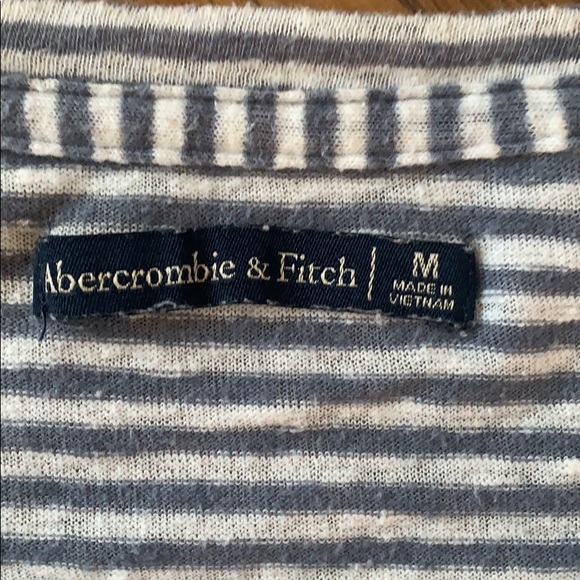 Abercrombie & Fitch | M
MADE IN
VIETNAM